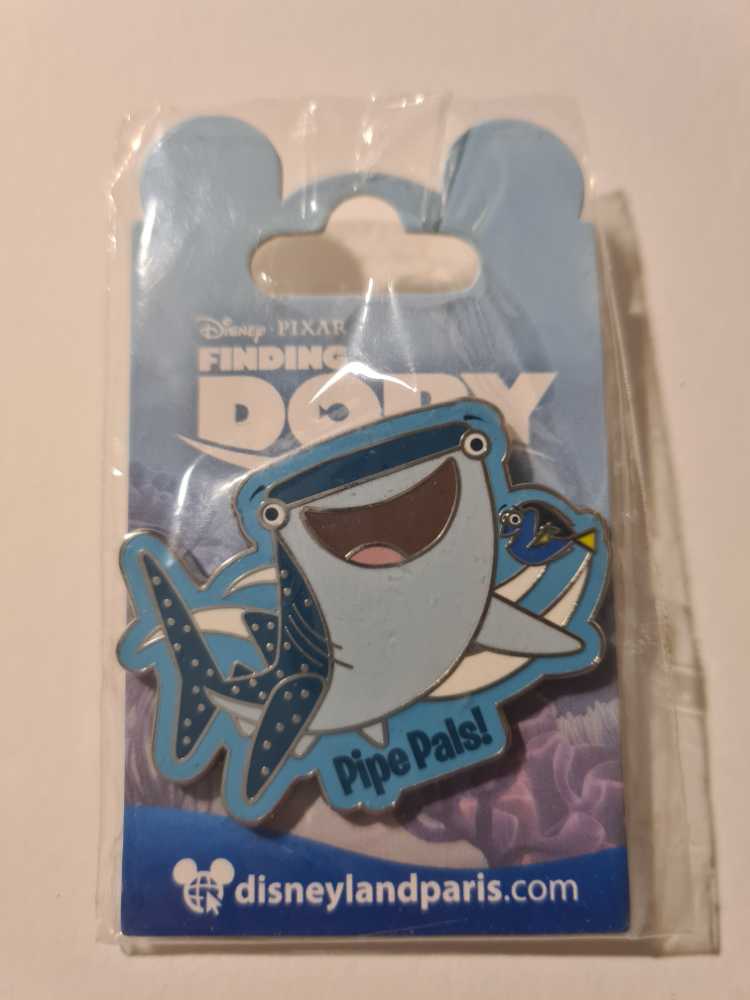 Disney · PIXAR
FINDING
DORY
Pipe Pals!
disneylandparis.com